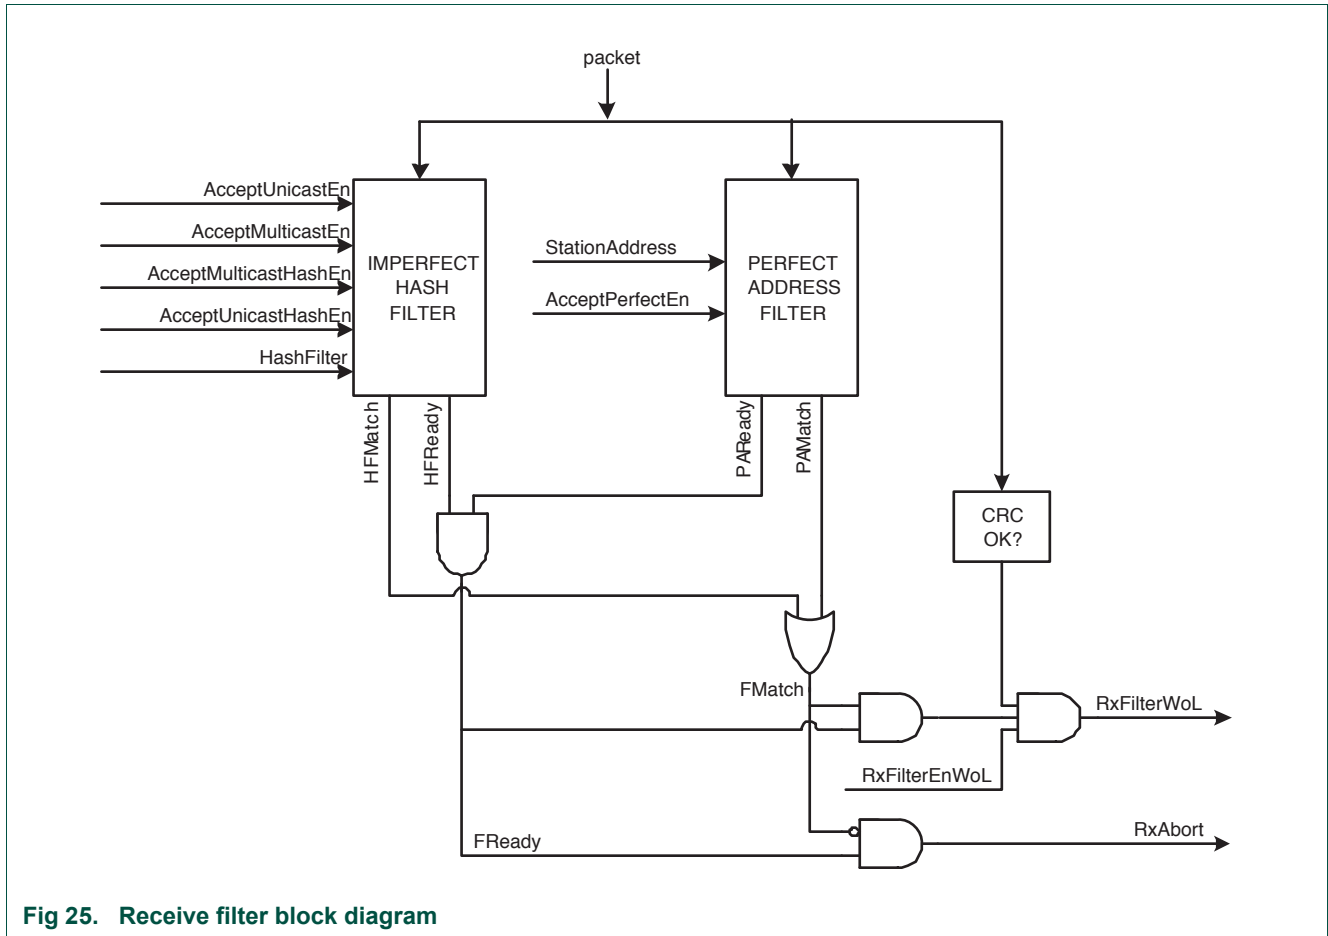 packet
AcceptUnicastEn
AcceptMulticastEn
AcceptMulticastHashEn
AcceptUnicastHashEn
HashFilter
IMPERFECT
HASH
FILTER
StationAddress
AcceptPerfectEn
PERFECT
ADDRESS
FILTER
HFMatch
HFReady
PAReady
PAMatch
CRC
OK?
FMatch
RxFilterWoL
RxFilterEnWoL
RxAbort
FReady
Fig 25. Receive filter block diagram